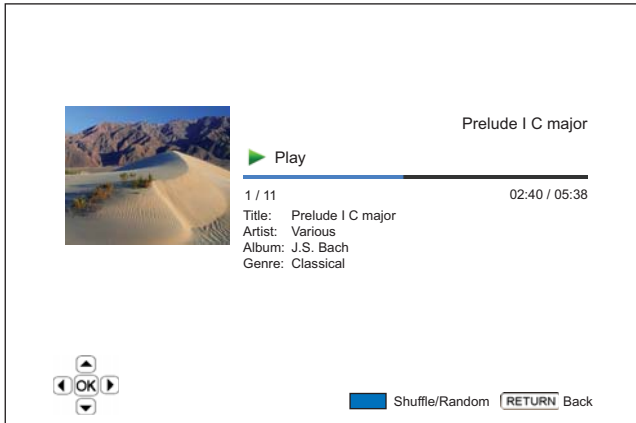 Prelude I C major
Play
1 / 11 02:40 / 05:38
Title: Prelude I C major
Artist: Various
Album: J.S. Bach
Genre: Classical
OK
Shuffle/Random RETURN Back